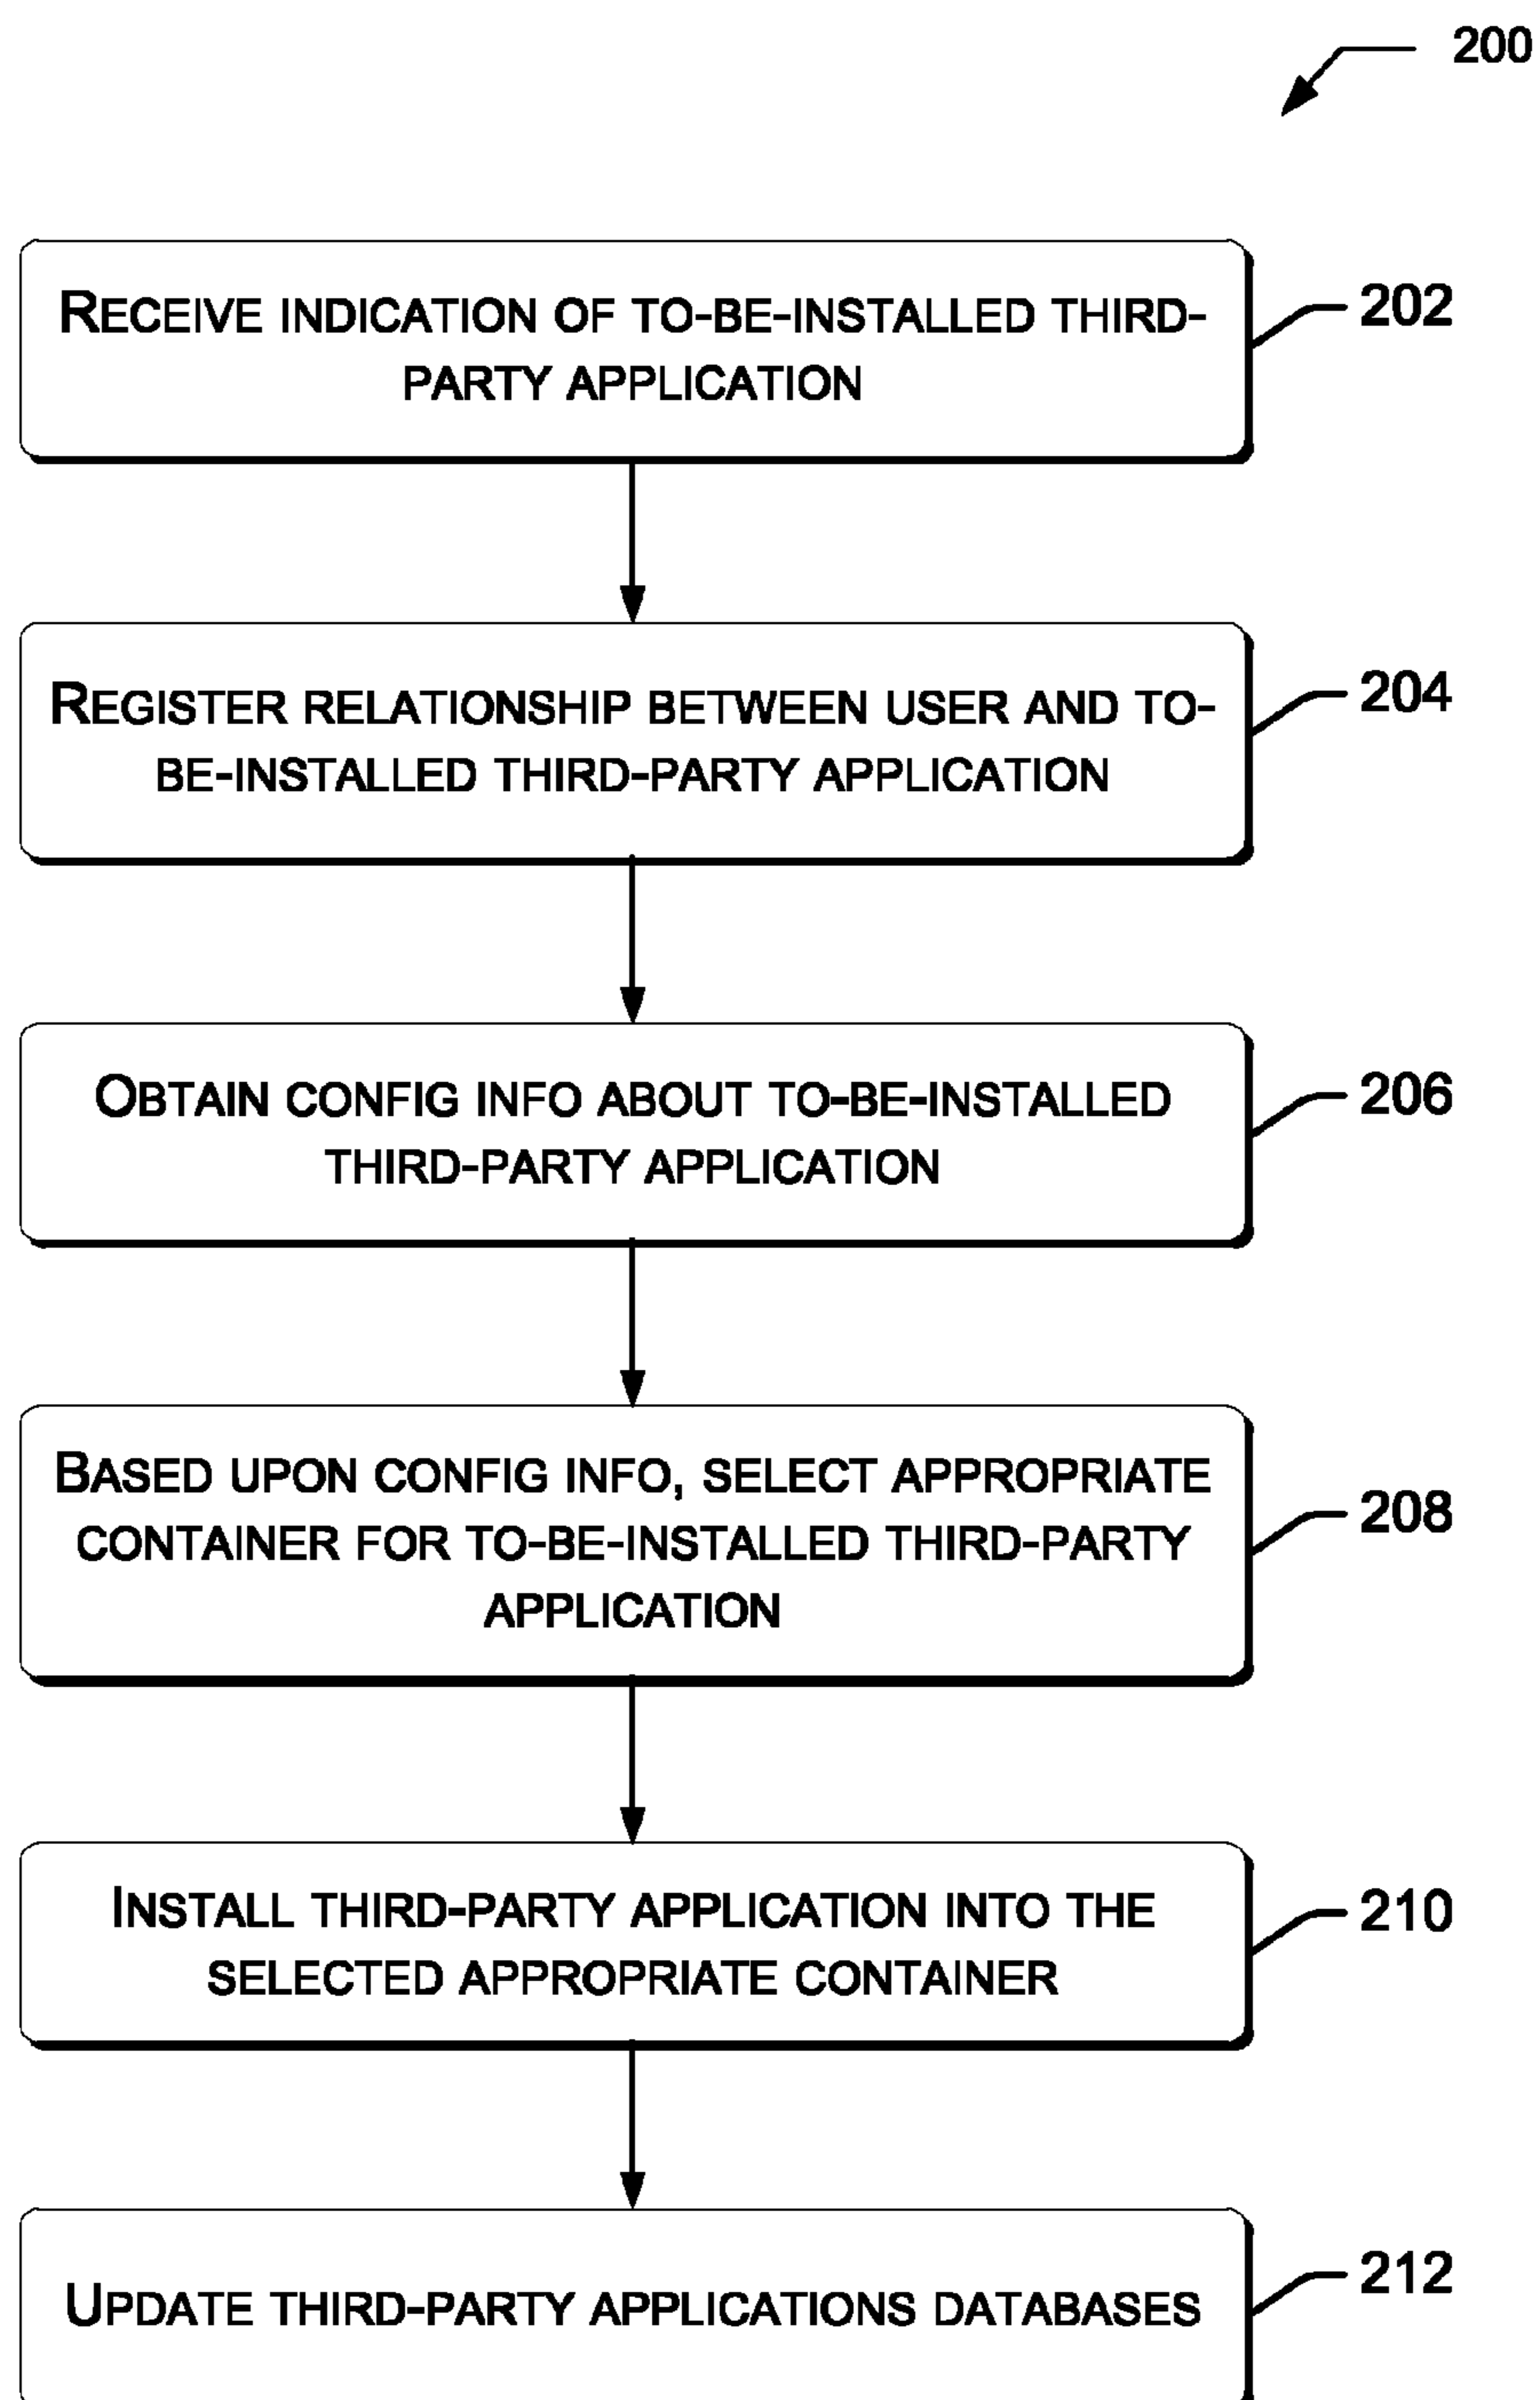 200
RECEIVE INDICATION OF TO-BE-INSTALLED THIRD-
PARTY APPLICATION
202
REGISTER RELATIONSHIP BETWEEN USER AND TO-
BE-INSTALLED THIRD-PARTY APPLICATION
204
OBTAIN CONFIG INFO ABOUT TO-BE-INSTALLED
THIRD-PARTY APPLICATION
206
BASED UPON CONFIG INFO, SELECT APPROPRIATE
CONTAINER FOR TO-BE-INSTALLED THIRD-PARTY
APPLICATION
208
INSTALL THIRD-PARTY APPLICATION INTO THE
SELECTED APPROPRIATE CONTAINER
210
UPDATE THIRD-PARTY APPLICATIONS DATABASES
212